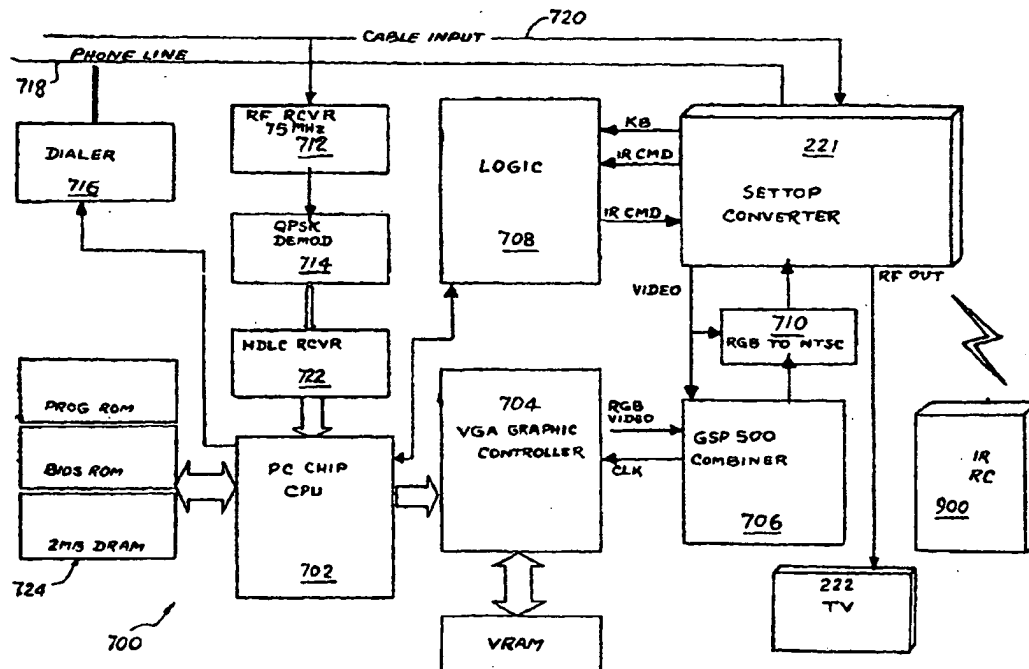 720
CABLE INPUT
PHONE LINE
718
RF RCVR
75 MHz
712
DIALER
716
LOGIC
708
KB
IR CMD
IR CMD
221
SETTOP
CONVERTER
QPSK
DEMOD
714
VIDEO
RF OUT
710
RGB TO NTSC
HDLC RCVR
722
PROG ROM
BIOS ROM
2MB DRAM
724
PC CHIP
CPU
702
704
VGA GRAPHIC
CONTROLLER
RGB
VIDEO
CLK
GSP 500
COMBINER
706
IR
RC
900
222
TV
700
VRAM